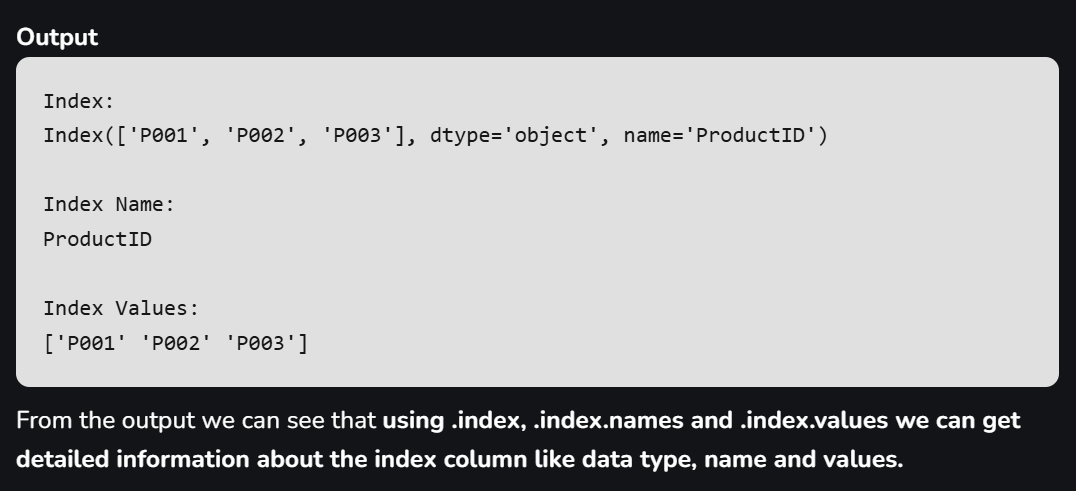 Output
Index:
Index(['P001', 'P002', 'P003'], dtype='object', name='ProductID')
Index Name:
ProductID
Index Values:
['P001' 'P002' 'P003']
From the output we can see that using .index, .index.names and .index.values we can get
detailed information about the index column like data type, name and values.